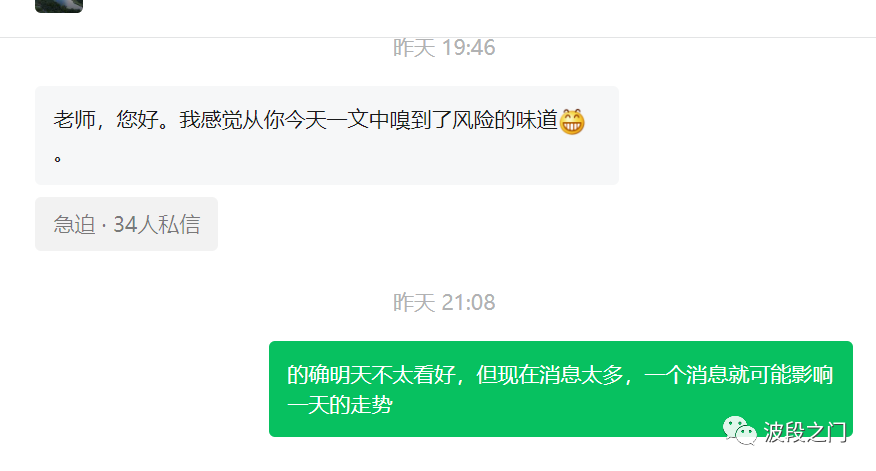 昨天 19:46
老师，您好。我感觉从你今天一文中嗅到了风险的味道😁
。
急迫 · 34人私信
昨天 21:08
的确明天不太看好，但现在消息太多，一个消息就可能影响
一天的走势
波段之门